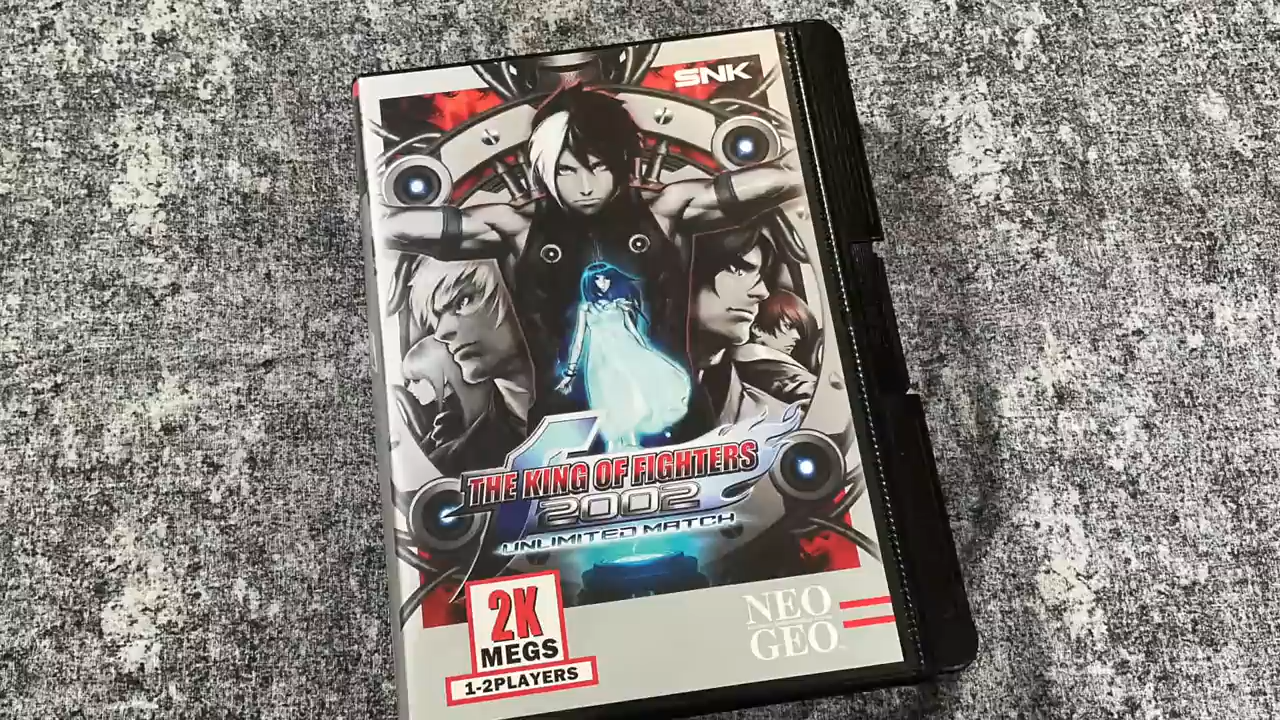 SNK
THE KING OF FIGHTERS
2002
UNLIMITED MATCH
2K
MEGS
1-2PLAYERS
NEO
GEO